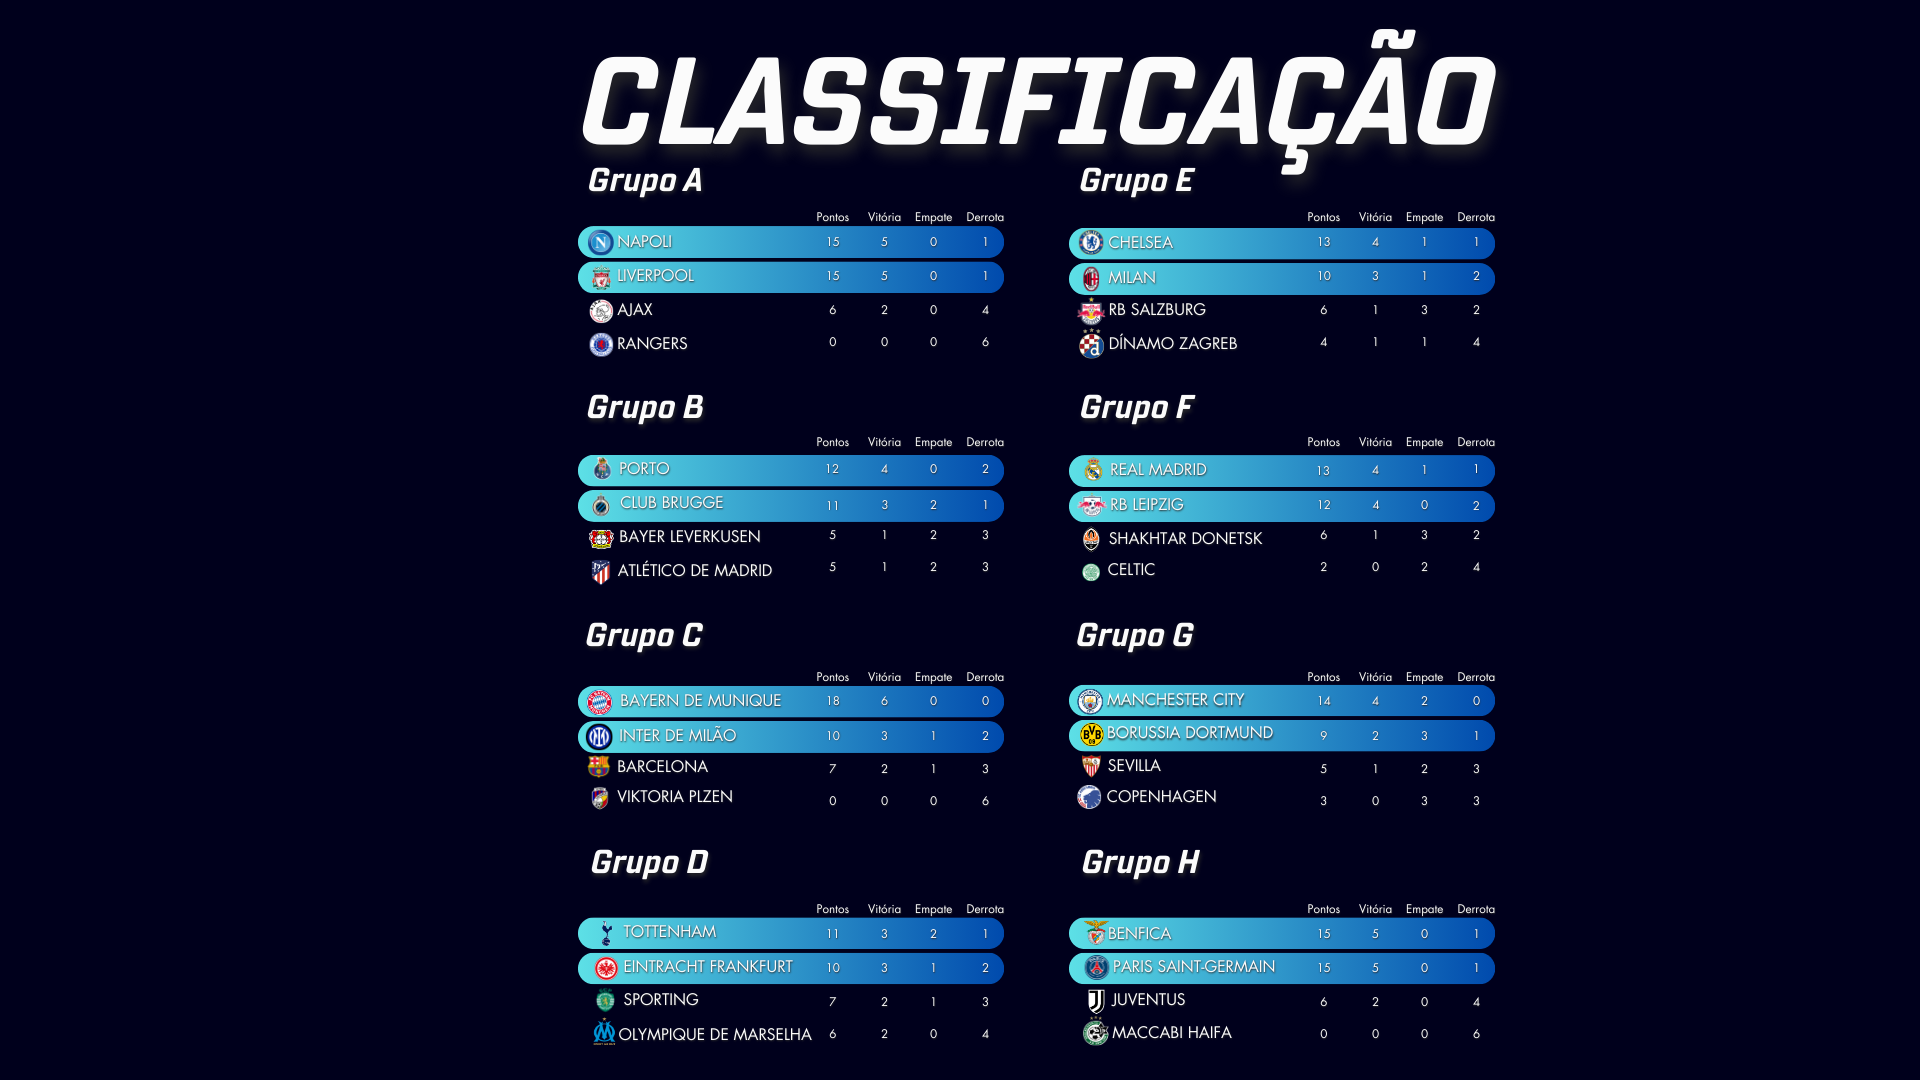 CLASSIFICAÇÃO
Grupo A
Pontos Vitória Empate Derrota
NAPOLI 15 5 0 1
LIVERPOOL 15 5 0 1
AJAX 6 2 0 4
RANGERS 0 0 0 6
Grupo B
Pontos Vitória Empate Derrota
PORTO 12 4 0 2
CLUB BRUGGE 11 3 2 1
BAYER LEVERKUSEN 5 1 2 3
ATLÉTICO DE MADRID 5 1 2 3
Grupo C
Pontos Vitória Empate Derrota
BAYERN DE MUNIQUE 18 6 0 0
INTER DE MILÃO 10 3 1 2
BARCELONA 7 2 1 3
VIKTORIA PLZEN 0 0 0 6
Grupo D
Pontos Vitória Empate Derrota
TOTTENHAM 11 3 2 1
EINTRACHT FRANKFURT 10 3 1 2
SPORTING 7 2 1 3
OLYMPIQUE DE MARSELHA 6 2 0 4
Grupo E
Pontos Vitória Empate Derrota
CHELSEA 13 4 1 1
MILAN 10 3 1 2
RB SALZBURG 6 1 3 2
DÍNAMO ZAGREB 4 1 1 4
Grupo F
Pontos Vitória Empate Derrota
REAL MADRID 13 4 1 1
RB LEIPZIG 12 4 0 2
SHAKHTAR DONETSK 6 1 3 2
CELTIC 2 0 2 4
Grupo G
Pontos Vitória Empate Derrota
MANCHESTER CITY 14 4 2 0
BORUSSIA DORTMUND 9 2 3 1
SEVILLA 5 1 2 3
COPENHAGEN 3 0 3 3
Grupo H
Pontos Vitória Empate Derrota
BENFICA 15 5 0 1
PARIS SAINT-GERMAIN 15 5 0 1
JUVENTUS 6 2 0 4
MACCABI HAIFA 0 0 0 6